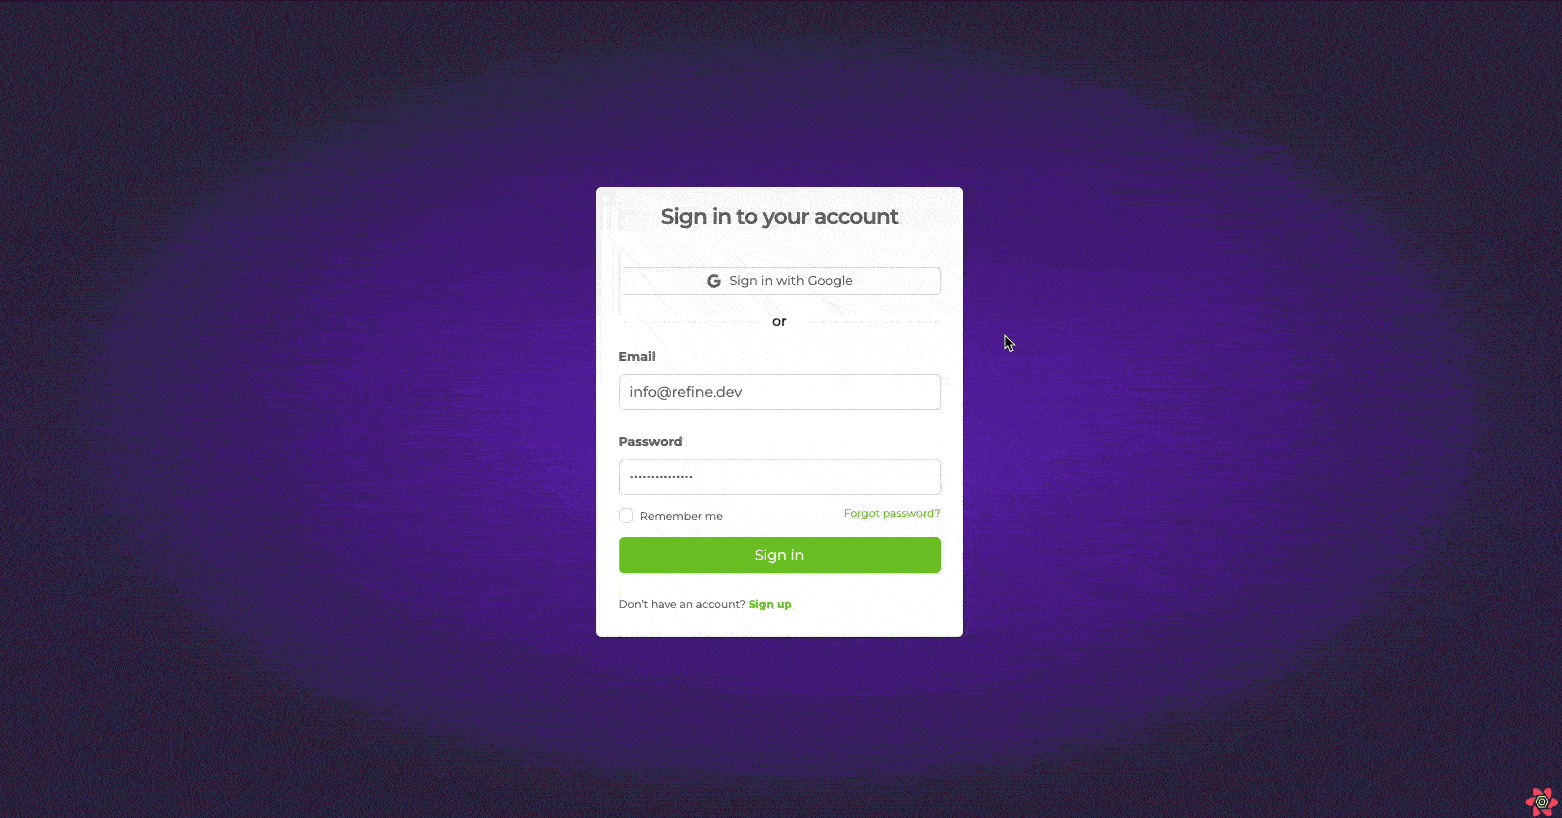 Sign in to your account
Sign in with Google
or
Email
info@refine.dev
Password
Remember me
Forgot password?
Sign in
Don't have an account? Sign up